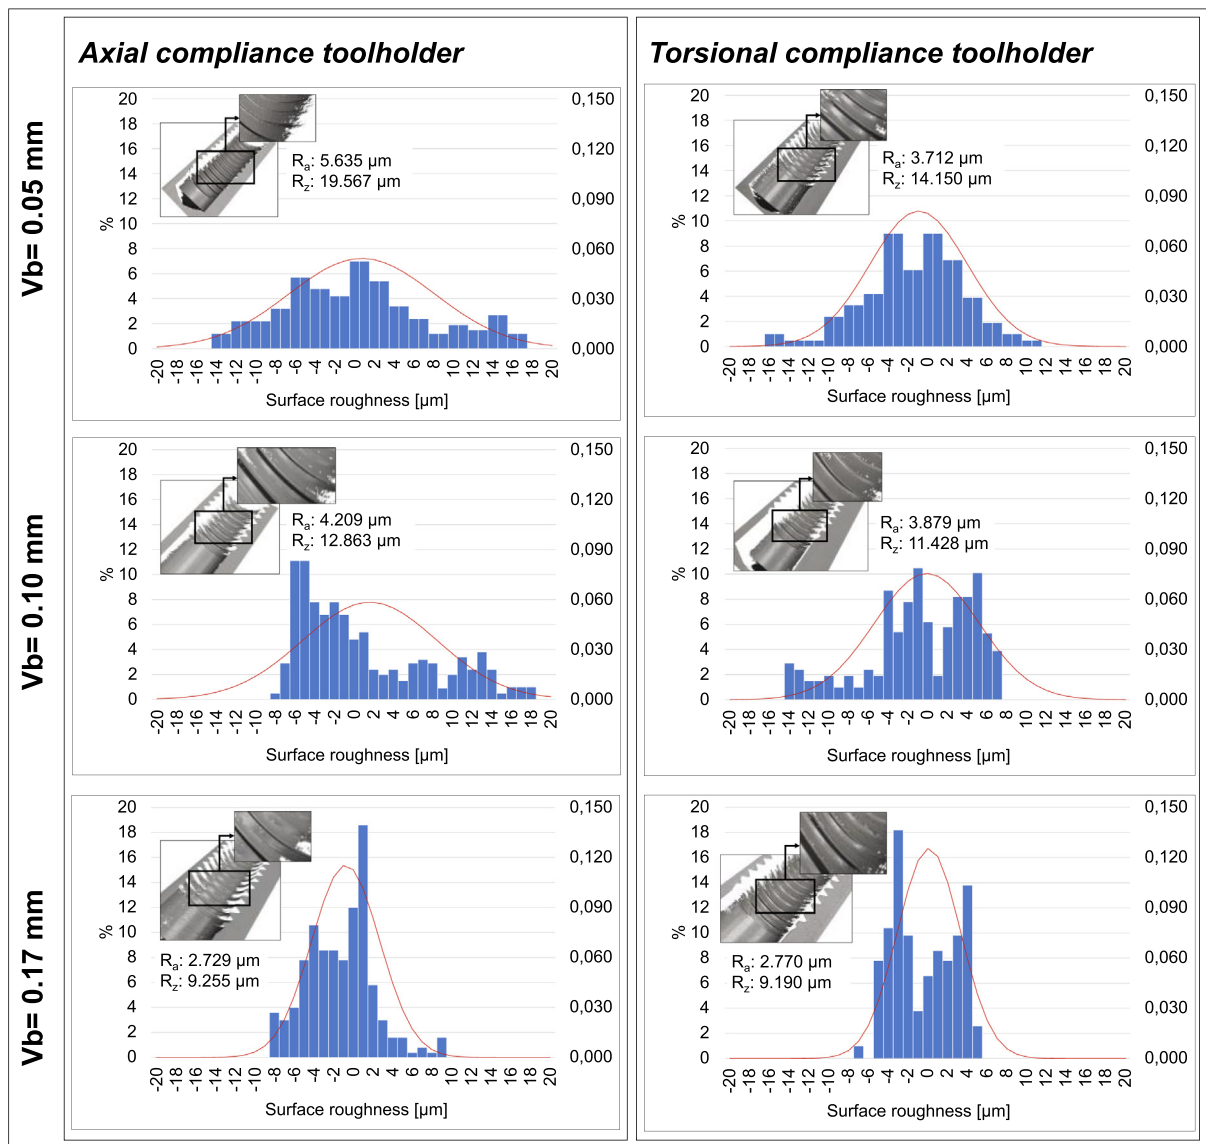 Axial compliance toolholder
Torsional compliance toolholder
Vb= 0.05 mm
20 18 16 14 12 10 8 6 4 2 0
%
Ra: 5.635 µm
Rz: 19.567 µm
0,150 0,120 0,090 0,060 0,030 0,000
-20 -18 -16 -14 -12 -10 -8 -6 -4 -2 0 2 4 6 8 10 12 14 16 18 20
Surface roughness [µm]
20 18 16 14 12 10 8 6 4 2 0
%
Ra: 3.712 µm
Rz: 14.150 µm
0,150 0,120 0,090 0,060 0,030 0,000
-20 -18 -16 -14 -12 -10 -8 -6 -4 -2 0 2 4 6 8 10 12 14 16 18 20
Surface roughness [µm]
Vb= 0.10 mm
20 18 16 14 12 10 8 6 4 2 0
%
Ra: 4.209 µm
Rz: 12.863 µm
0,150 0,120 0,090 0,060 0,030 0,000
-20 -18 -16 -14 -12 -10 -8 -6 -4 -2 0 2 4 6 8 10 12 14 16 18 20
Surface roughness [µm]
20 18 16 14 12 10 8 6 4 2 0
%
Ra: 3.879 µm
Rz: 11.428 µm
0,150 0,120 0,090 0,060 0,030 0,000
-20 -18 -16 -14 -12 -10 -8 -6 -4 -2 0 2 4 6 8 10 12 14 16 18 20
Surface roughness [µm]
Vb= 0.17 mm
20 18 16 14 12 10 8 6 4 2 0
%
Ra: 2.729 µm
Rz: 9.255 µm
0,150 0,120 0,090 0,060 0,030 0,000
-20 -18 -16 -14 -12 -10 -8 -6 -4 -2 0 2 4 6 8 10 12 14 16 18 20
Surface roughness [µm]
20 18 16 14 12 10 8 6 4 2 0
%
Ra: 2.770 µm
Rz: 9.190 µm
0,150 0,120 0,090 0,060 0,030 0,000
-20 -18 -16 -14 -12 -10 -8 -6 -4 -2 0 2 4 6 8 10 12 14 16 18 20
Surface roughness [µm]